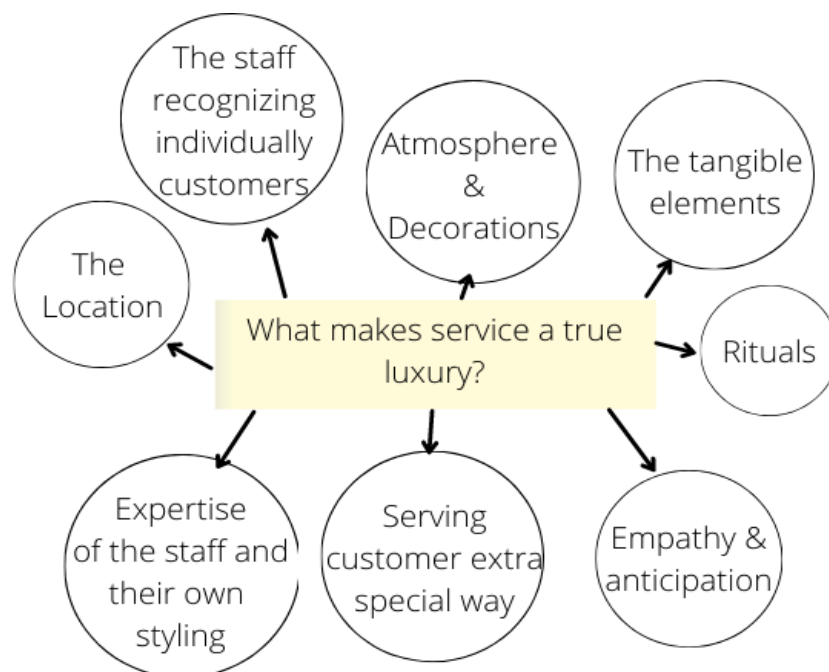 The staff
recognizing
individually
customers
Atmosphere
&
Decorations
The tangible
elements
The
Location
What makes service a true
luxury?
Rituals
Expertise
of the staff and
their own
styling
Serving
customer extra
special way
Empathy &
anticipation